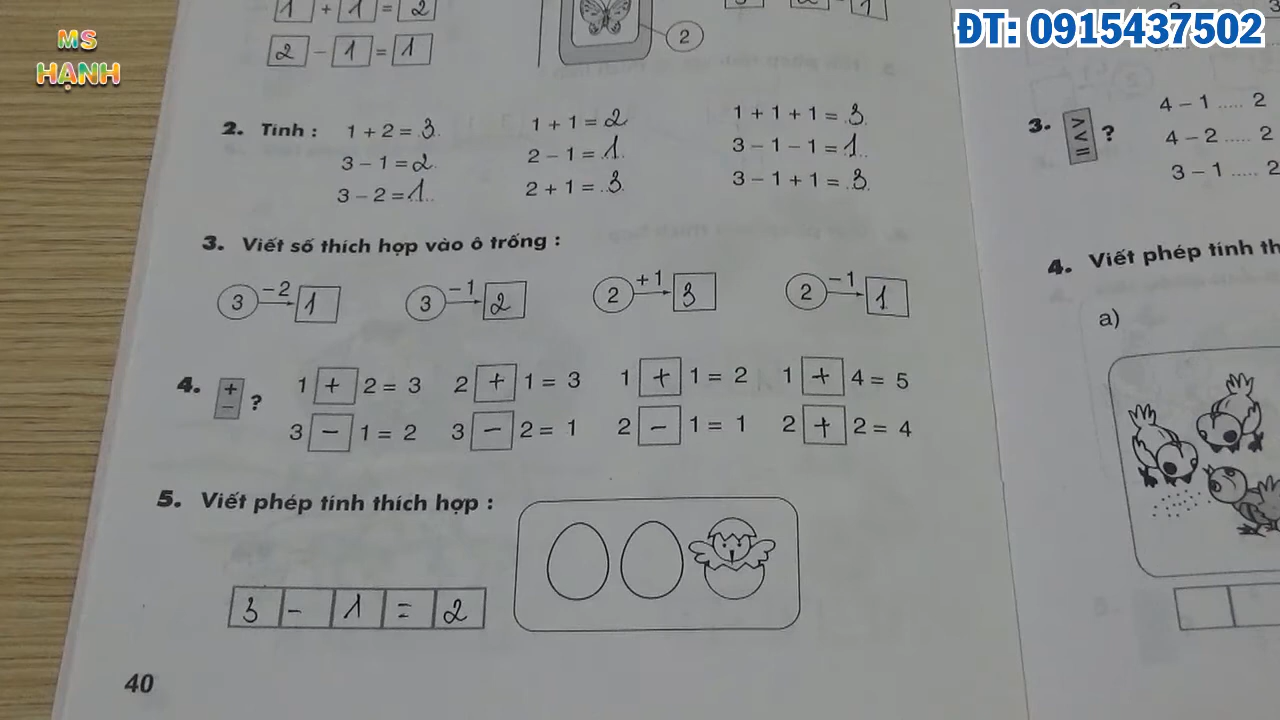 MS
HẠNH
ĐT: 0915437502
1 + 1 = 2
2 − 1 = 1
2
2. Tính :
1 + 2 = 3
1 + 1 = 2
1 + 1 + 1 = 3
3 − 1 = 2
2 − 1 = 1
3 − 1 − 1 = 1
3 − 2 = 1
2 + 1 = 3
3 − 1 + 1 = 3
3. Viết số thích hợp vào ô trống :
3 −2 1
3 −1 2
2 +1 3
2 −1 1
4. + − ?
1 + 2 = 3
2 + 1 = 3
1 + 1 = 2
1 + 4 = 5
3 − 1 = 2
3 − 2 = 1
2 − 1 = 1
2 + 2 = 4
5. Viết phép tính thích hợp :
3 − 1 = 2
40
3. > < = ?
4 − 1 ..... 2
4 − 2 ..... 2
3 − 1 ..... 2
4. Viết phép tính
a)